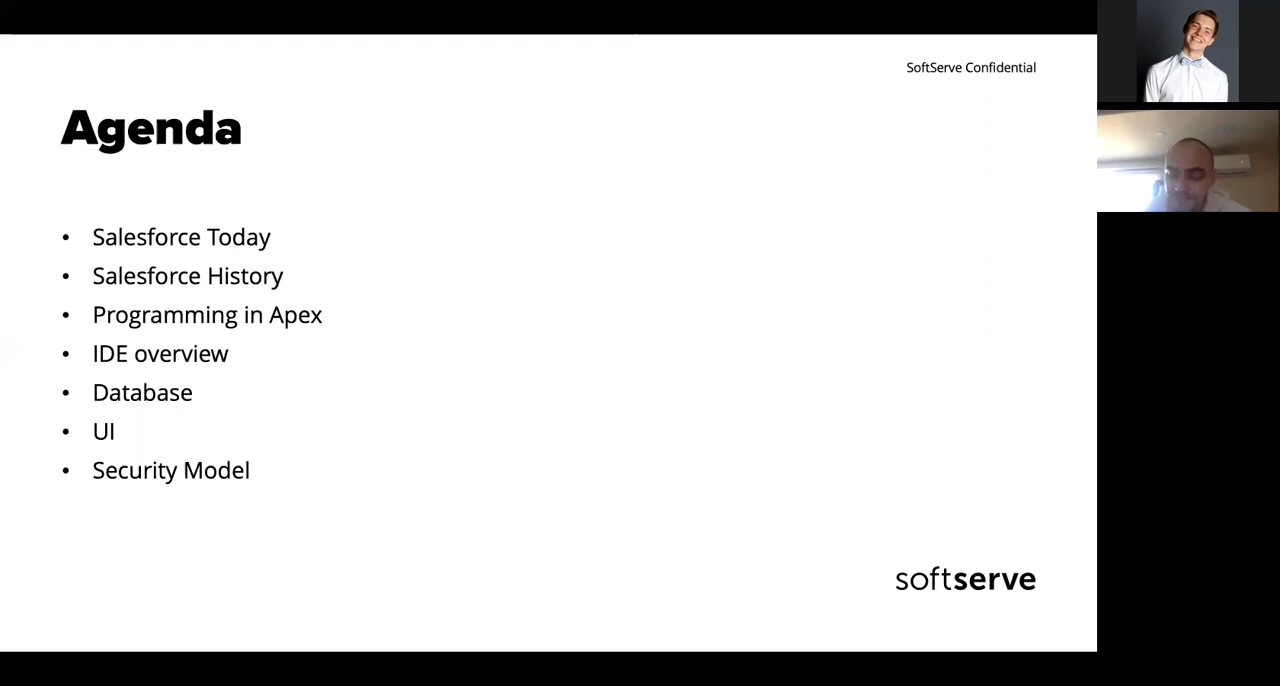 SoftServe Confidential
Agenda
• Salesforce Today
• Salesforce History
• Programming in Apex
• IDE overview
• Database
• UI
• Security Model
softserve